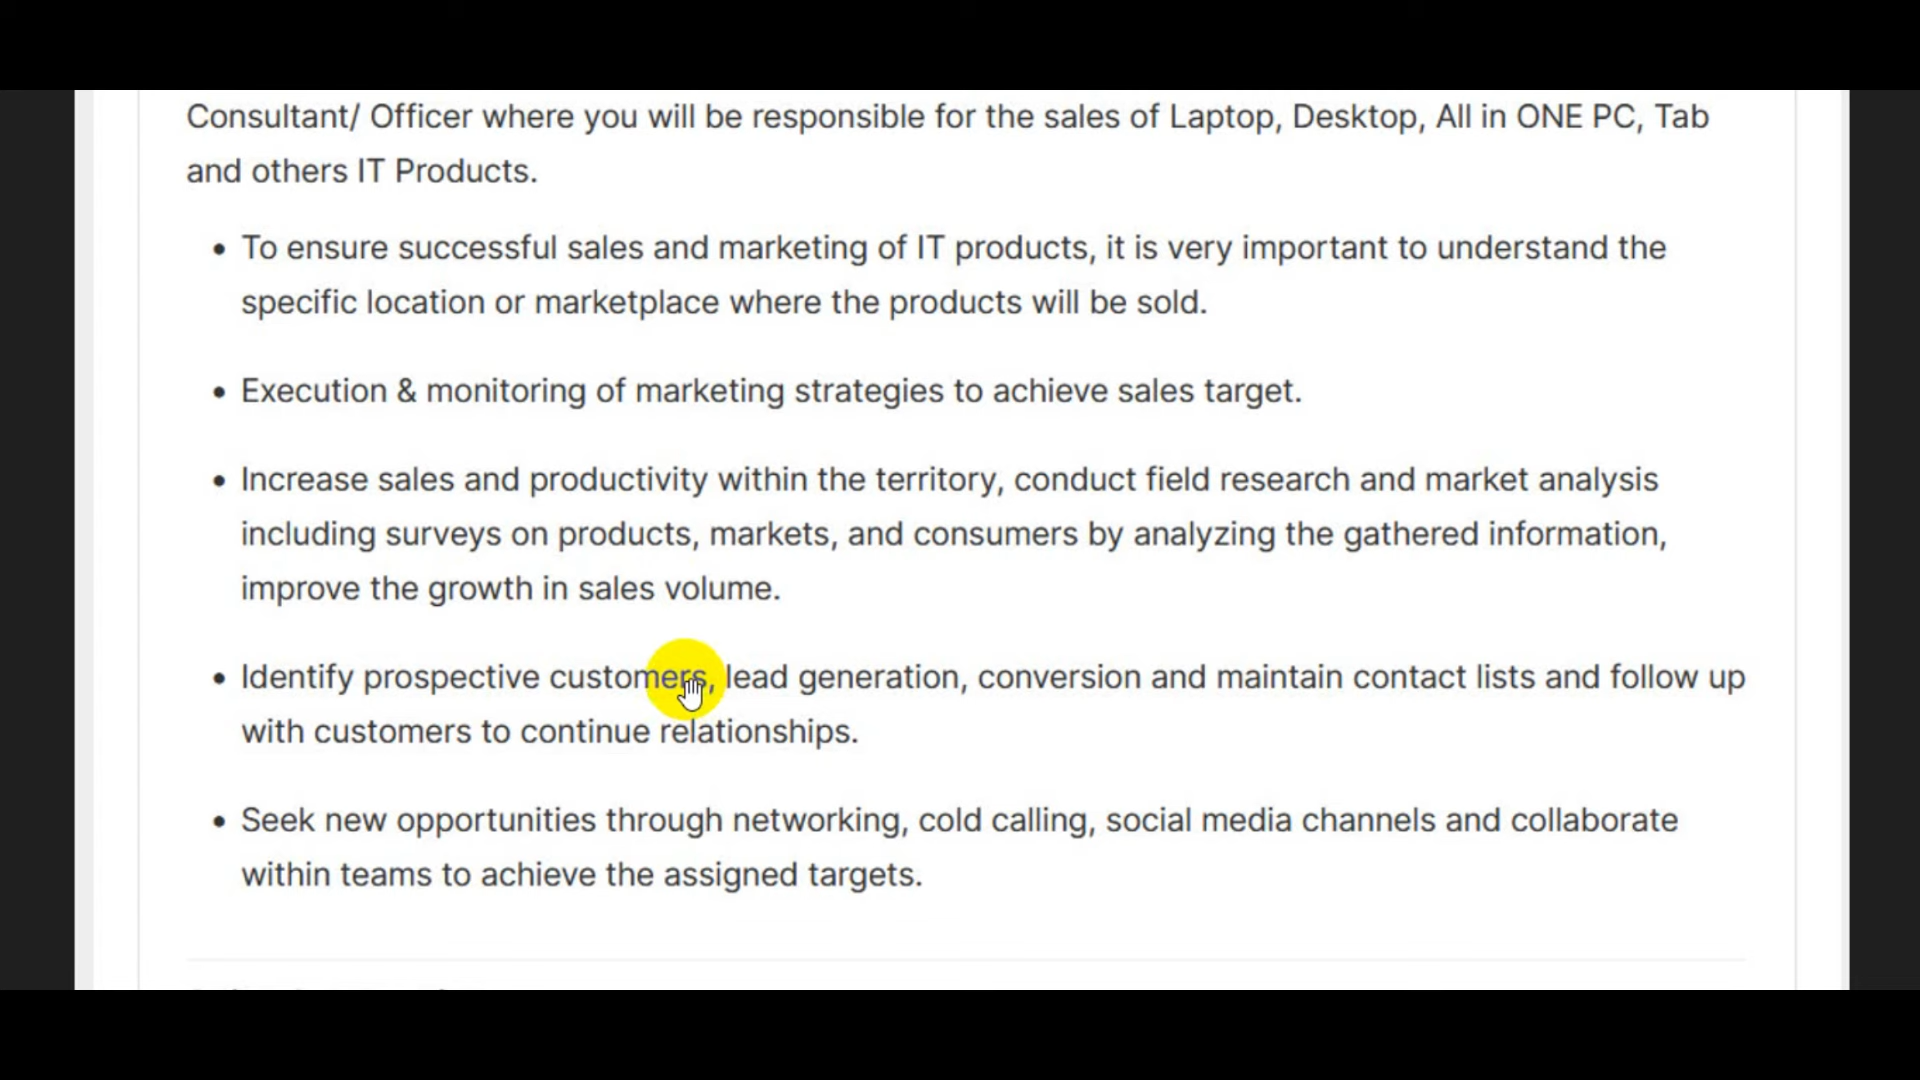 Consultant/ Officer where you will be responsible for the sales of Laptop, Desktop, All in ONE PC, Tab
and others IT Products.
• To ensure successful sales and marketing of IT products, it is very important to understand the
specific location or marketplace where the products will be sold.
• Execution & monitoring of marketing strategies to achieve sales target.
• Increase sales and productivity within the territory, conduct field research and market analysis
including surveys on products, markets, and consumers by analyzing the gathered information,
improve the growth in sales volume.
• Identify prospective customers, lead generation, conversion and maintain contact lists and follow up
with customers to continue relationships.
• Seek new opportunities through networking, cold calling, social media channels and collaborate
within teams to achieve the assigned targets.